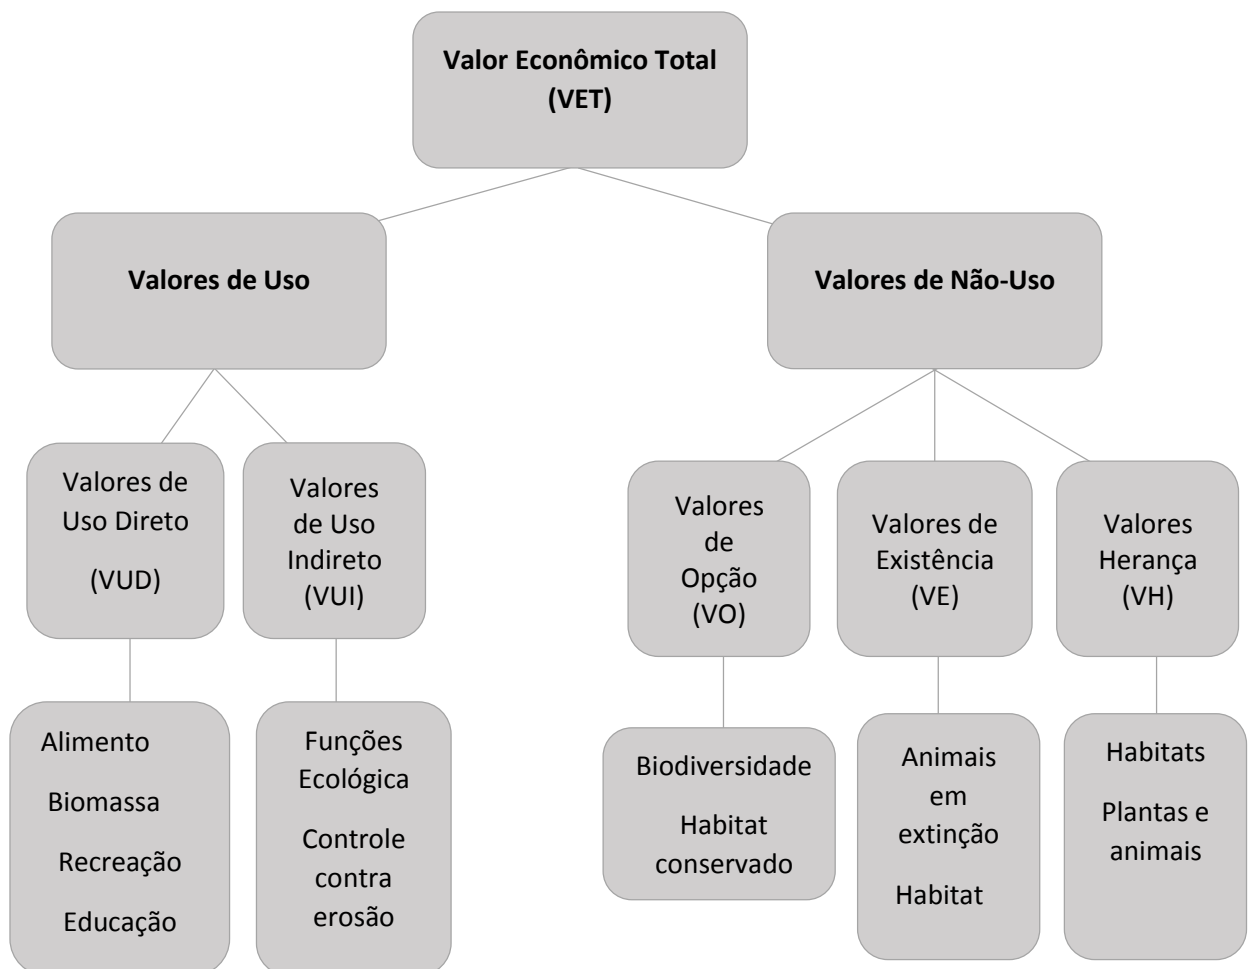 Valor Econômico Total
(VET)
Valores de Uso
Valores de Não-Uso
Valores de
Uso Direto
(VUD)
Valores
de Uso
Indireto
(VUI)
Valores
de
Opção
(VO)
Valores de
Existência
(VE)
Valores
Herança
(VH)
Alimento
Biomassa
Recreação
Educação
Funções
Ecológica
Controle
contra
erosão
Biodiversidade
Habitat
conservado
Animais
em
extinção
Habitat
Habitats
Plantas e
animais